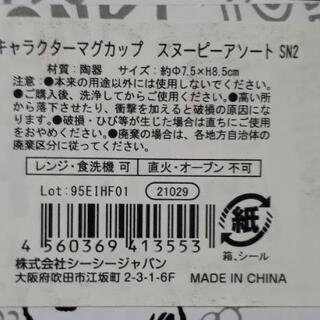 キャラクターマグカップ スヌーピーアソート SN2
材質：陶器 サイズ：約Φ7.5×H8.5cm
注意：●本来の用途以外には使用しないでください。
●ご購入後、洗浄してからご使用ください。●高い所
から落下させたり、衝撃を加えると破損の原因になり
ます。●破損・ひび等が生じた場合は直ちに使用
をおやめください。●廃棄の場合は、各地方自治体の
廃棄区分に従ってください。
レンジ・食洗機 可 直火・オーブン 不可
Lot:95EIHF01 21029
紙
箱、シール
4 560369 413553
株式会社シーシージャパン
大阪府吹田市江坂町2-3-1-6F MADE IN CHINA